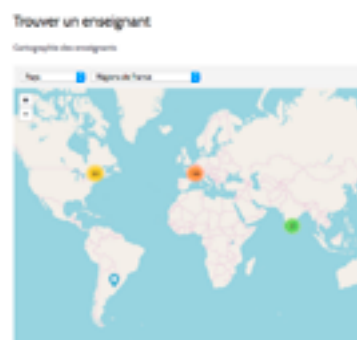 Trouver un enseignant
Cartographie des enseignants
Pays
Régions de France
+
-